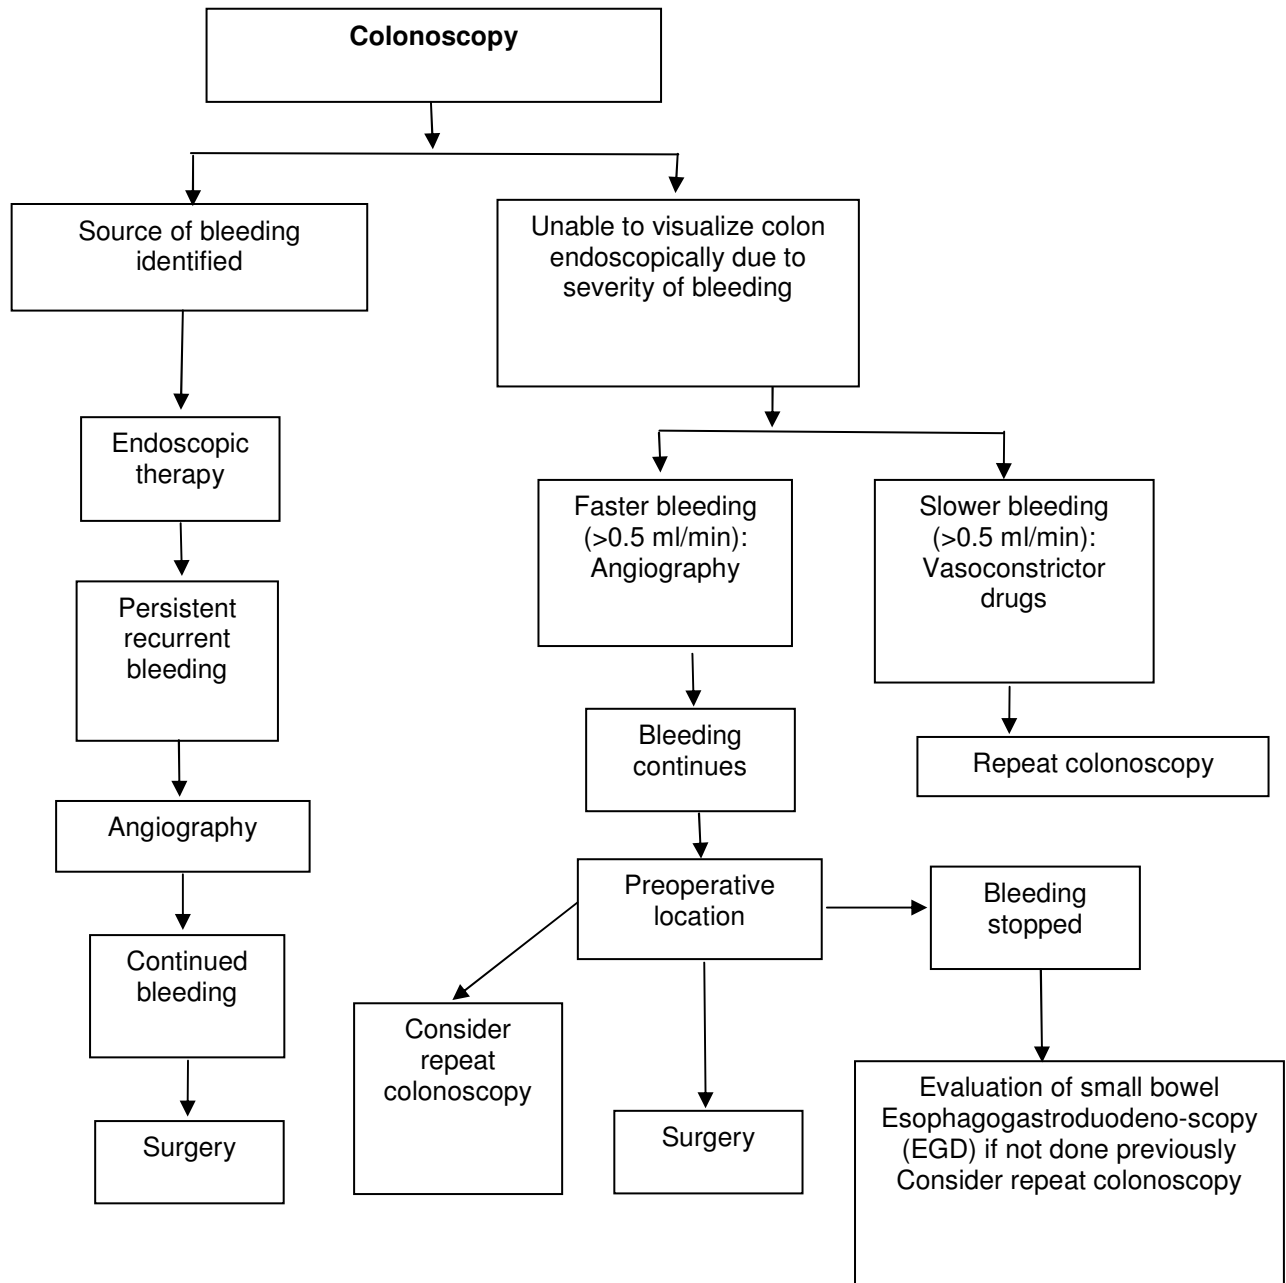 Colonoscopy
Source of bleeding
identified
Unable to visualize colon
endoscopically due to
severity of bleeding
Endoscopic
therapy
Faster bleeding
(>0.5 ml/min):
Angiography
Slower bleeding
(>0.5 ml/min):
Vasoconstrictor
drugs
Persistent
recurrent
bleeding
Bleeding
continues
Repeat colonoscopy
Angiography
Preoperative
location
Bleeding
stopped
Continued
bleeding
Consider
repeat
colonoscopy
Surgery
Surgery
Evaluation of small bowel
Esophagogastroduodeno-scopy
(EGD) if not done previously
Consider repeat colonoscopy